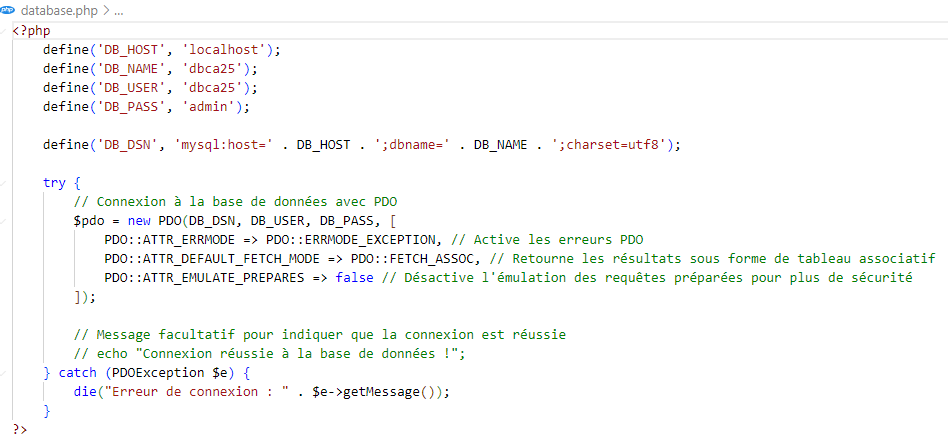 php database.php > ...
<?php
    define('DB_HOST', 'localhost');
    define('DB_NAME', 'dbca25');
    define('DB_USER', 'dbca25');
    define('DB_PASS', 'admin');

    define('DB_DSN', 'mysql:host=' . DB_HOST . ';dbname=' . DB_NAME . ';charset=utf8');

    try {
        // Connexion à la base de données avec PDO
        $pdo = new PDO(DB_DSN, DB_USER, DB_PASS, [
            PDO::ATTR_ERRMODE => PDO::ERRMODE_EXCEPTION, // Active les erreurs PDO
            PDO::ATTR_DEFAULT_FETCH_MODE => PDO::FETCH_ASSOC, // Retourne les résultats sous forme de tableau associatif
            PDO::ATTR_EMULATE_PREPARES => false // Désactive l'émulation des requêtes préparées pour plus de sécurité
        ]);

        // Message facultatif pour indiquer que la connexion est réussie
        // echo "Connexion réussie à la base de données !";
    } catch (PDOException $e) {
        die("Erreur de connexion : " . $e->getMessage());
    }
?>